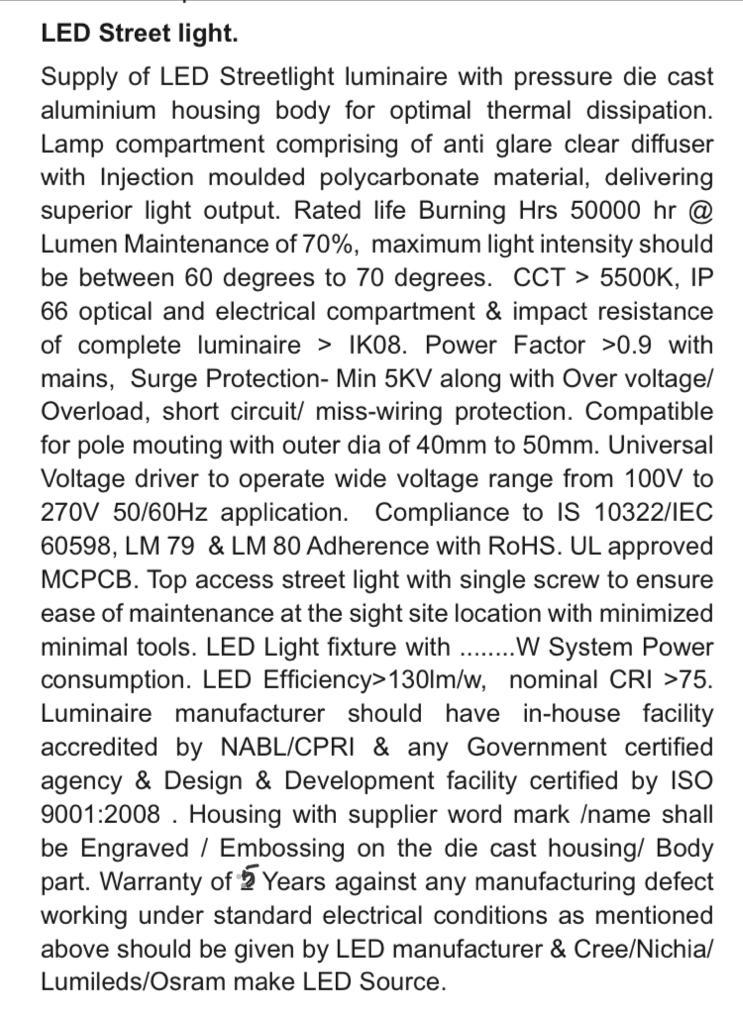 LED Street light.
Supply of LED Streetlight luminaire with pressure die cast
aluminium housing body for optimal thermal dissipation.
Lamp compartment comprising of anti glare clear diffuser
with Injection moulded polycarbonate material, delivering
superior light output. Rated life Burning Hrs 50000 hr @
Lumen Maintenance of 70%, maximum light intensity should
be between 60 degrees to 70 degrees. CCT > 5500K, IP
66 optical and electrical compartment & impact resistance
of complete luminaire > IK08. Power Factor >0.9 with
mains, Surge Protection- Min 5KV along with Over voltage/
Overload, short circuit/ miss-wiring protection. Compatible
for pole mouting with outer dia of 40mm to 50mm. Universal
Voltage driver to operate wide voltage range from 100V to
270V 50/60Hz application. Compliance to IS 10322/IEC
60598, LM 79 & LM 80 Adherence with RoHS. UL approved
MCPCB. Top access street light with single screw to ensure
ease of maintenance at the sight site location with minimized
minimal tools. LED Light fixture with ........W System Power
consumption. LED Efficiency>130lm/w, nominal CRI >75.
Luminaire manufacturer should have in-house facility
accredited by NABL/CPRI & any Government certified
agency & Design & Development facility certified by ISO
9001:2008 . Housing with supplier word mark /name shall
be Engraved / Embossing on the die cast housing/ Body
part. Warranty of Years against any manufacturing defect
working under standard electrical conditions as mentioned
above should be given by LED manufacturer & Cree/Nichia/
Lumileds/Osram make LED Source.